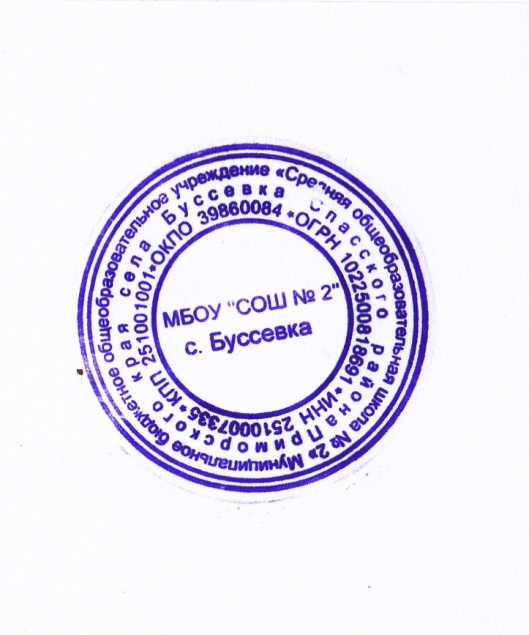 Муниципальное бюджетное общеобразовательное учреждение «Средняя общеобразовательная школа № 2»
села Буссевка Спасского района Приморского края
*КПП 251001001*ОКПО 39860084*ОГРН 1022500818691*ИНН 2510007335
МБОУ "СОШ № 2"
с. Буссевка